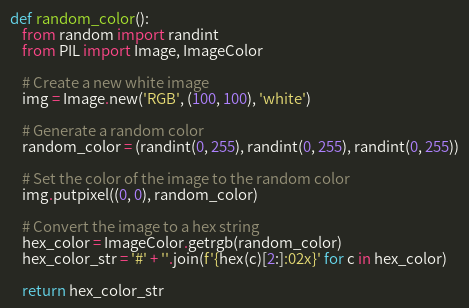 def random_color():
from random import randint
from PIL import Image, ImageColor
# Create a new white image
img = Image.new('RGB', (100, 100), 'white')
# Generate a random color
random_color = (randint(0, 255), randint(0, 255), randint(0, 255))
# Set the color of the image to the random color
img.putpixel((0, 0), random_color)
# Convert the image to a hex string
hex_color = ImageColor.getrgb(random_color)
hex_color_str = '#' + ''.join(f'{hex(c)[2:]:02x}' for c in hex_color)
return hex_color_str